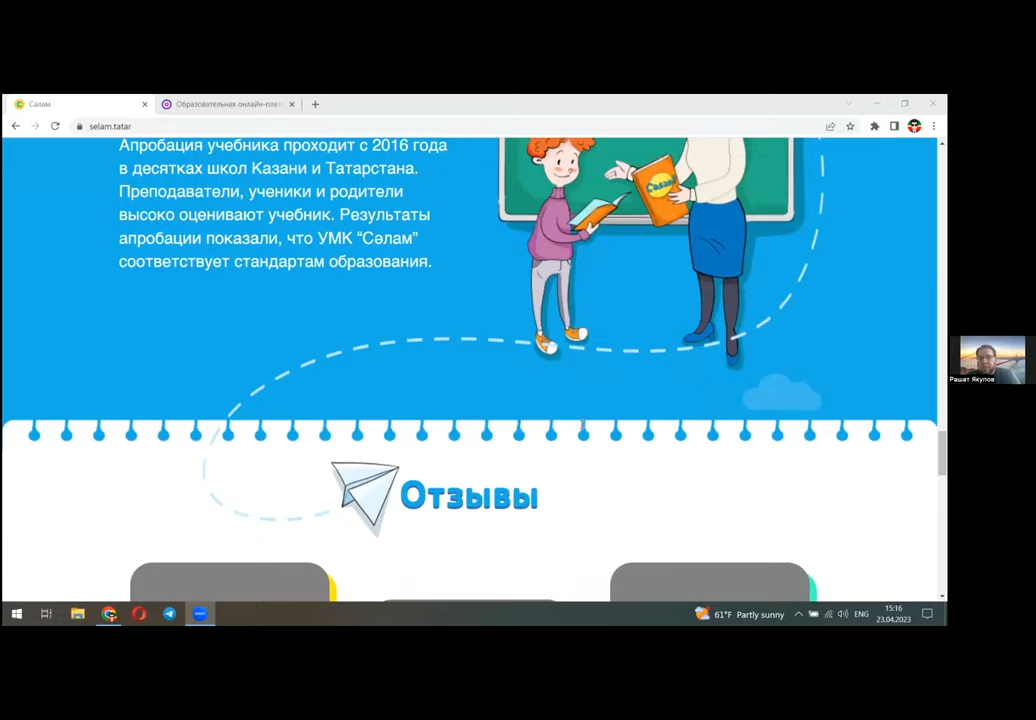 Салам
Образовательная онлайн-плат
selam.tatar
Апробация учебника проходит с 2016 года
в десятках школ Казани и Татарстана.
Преподаватели, ученики и родители
высоко оценивают учебник. Результаты
апробации показали, что УМК “Сәлам”
соответствует стандартам образования.
Сәлам
Рашат Якупов
Отзывы
zoom
61°F Partly sunny
ENG
15:16
23.04.2023